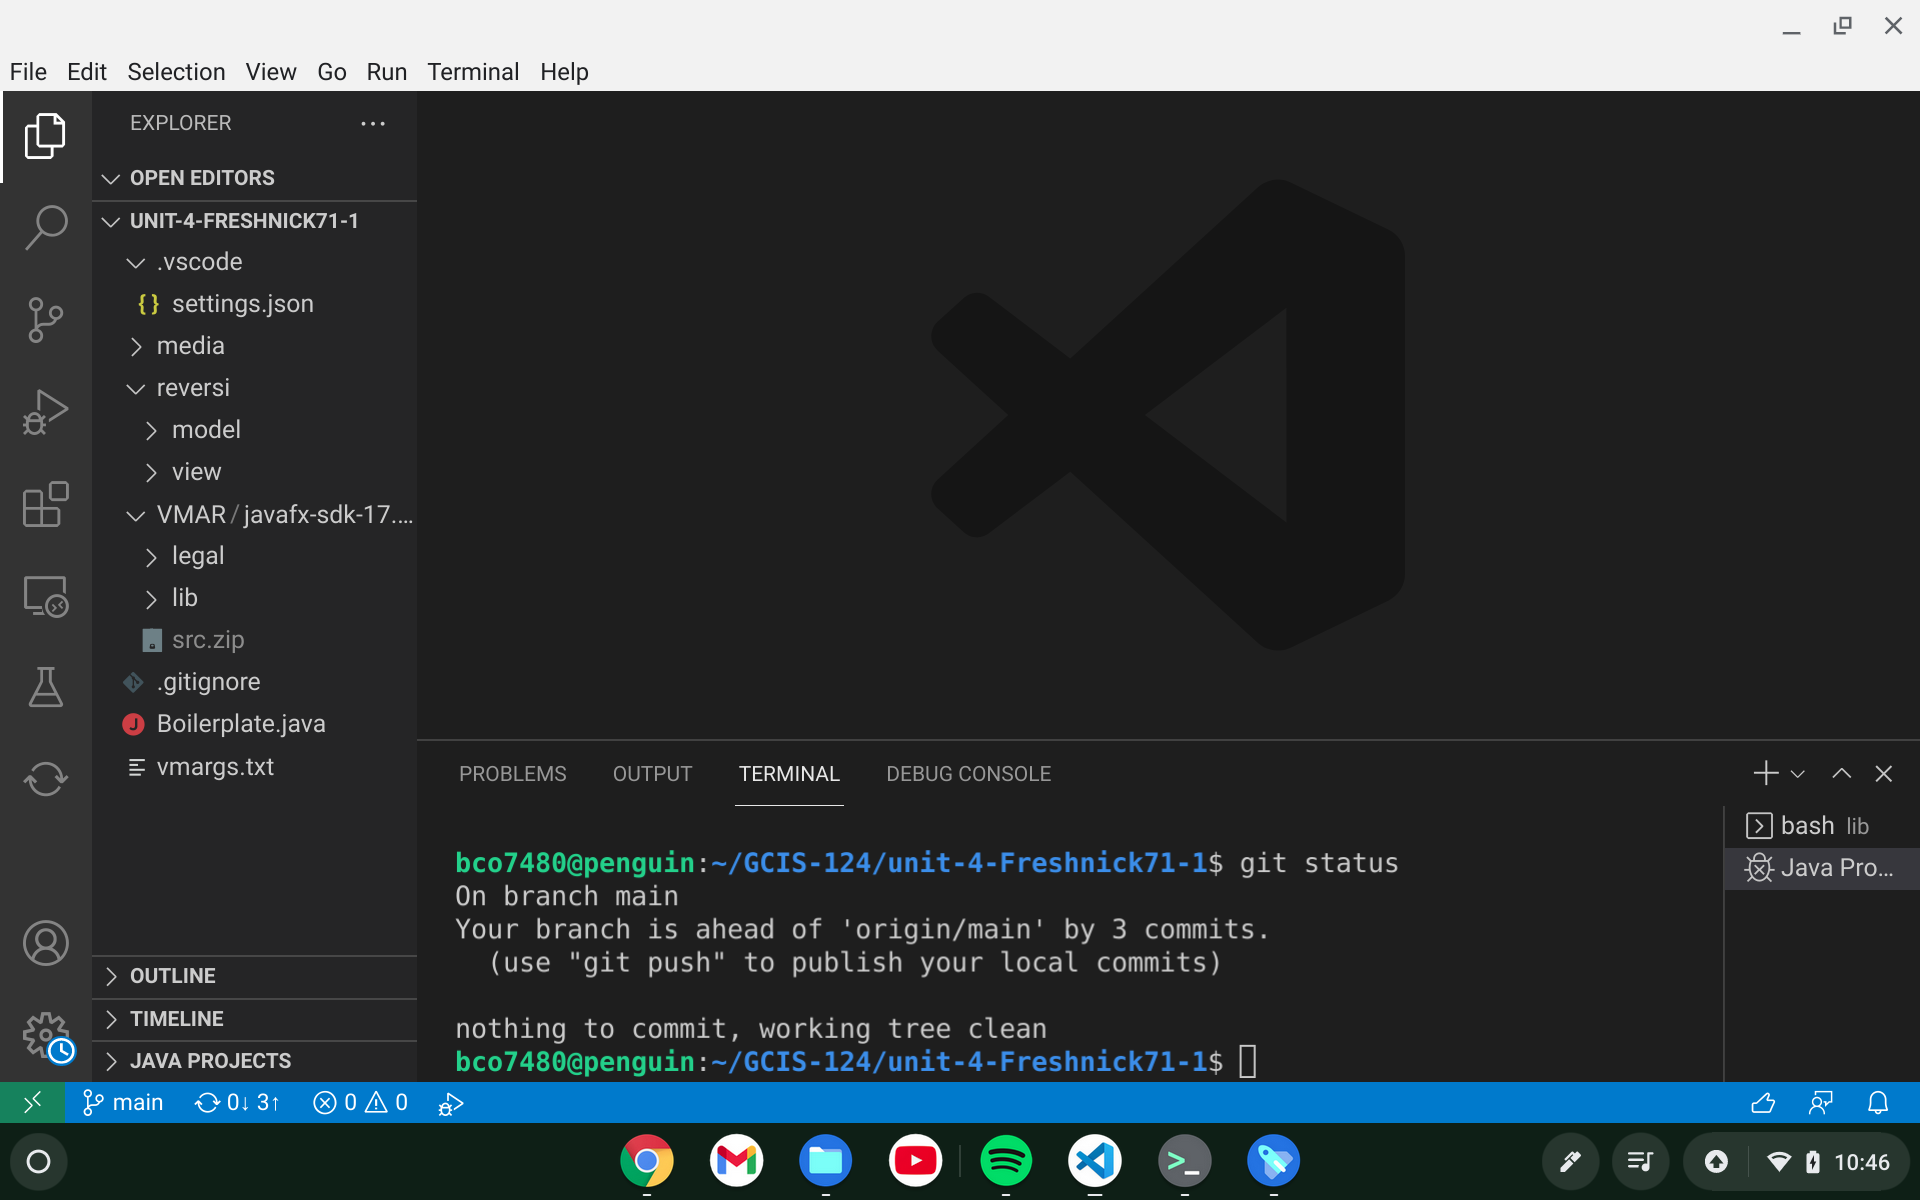 File Edit Selection View Go Run Terminal Help
EXPLORER
OPEN EDITORS
UNIT-4-FRESHNICK71-1
.vscode
{} settings.json
media
reversi
model
view
VMAR / javafx-sdk-17....
legal
lib
src.zip
.gitignore
J Boilerplate.java
vmargs.txt
OUTLINE
TIMELINE
JAVA PROJECTS
PROBLEMS OUTPUT TERMINAL DEBUG CONSOLE
bash lib
Java Pro...
bco7480@penguin:~/GCIS-124/unit-4-Freshnick71-1$ git status
On branch main
Your branch is ahead of 'origin/main' by 3 commits.
(use "git push" to publish your local commits)
nothing to commit, working tree clean
bco7480@penguin:~/GCIS-124/unit-4-Freshnick71-1$
main 0↓ 3↑ 0 0
10:46